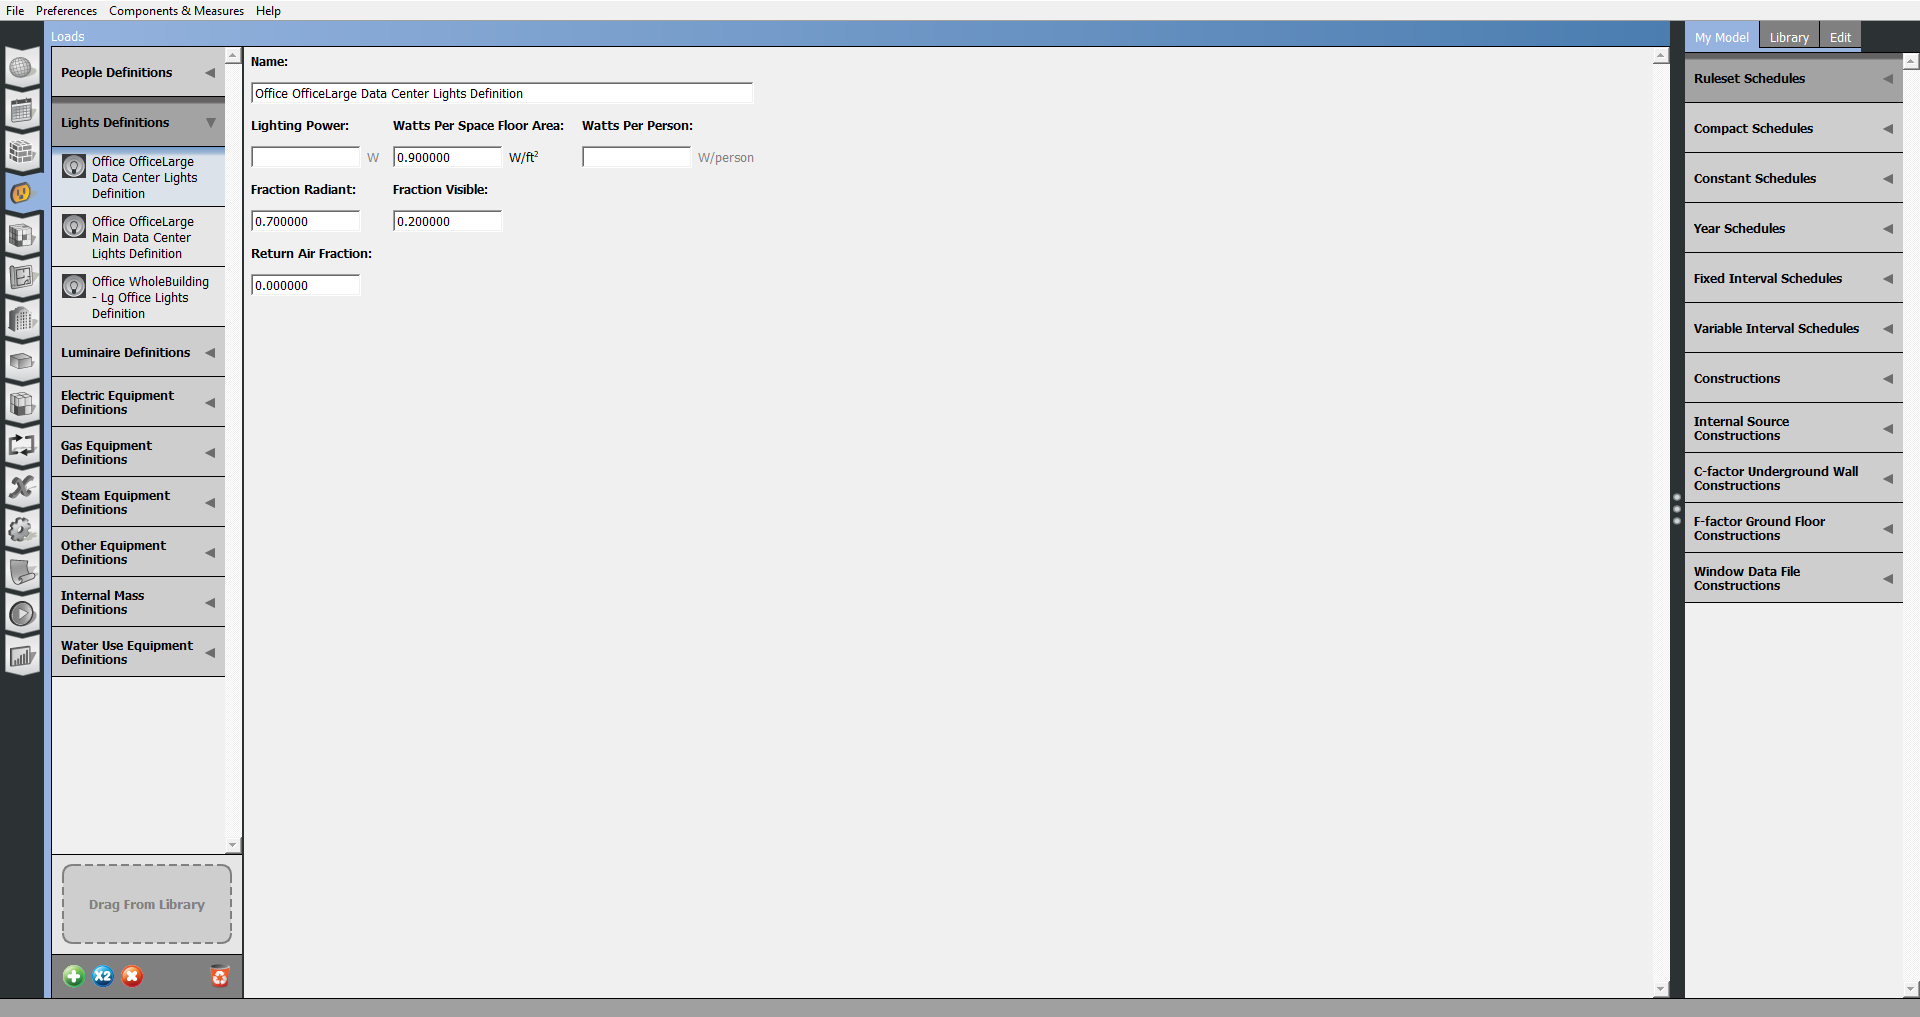 File Preferences Components & Measures Help
Loads
My Model Library Edit
People Definitions
Lights Definitions
Office OfficeLarge
Data Center Lights
Definition
Office OfficeLarge
Main Data Center
Lights Definition
Office WholeBuilding
- Lg Office Lights
Definition
Luminaire Definitions
Electric Equipment
Definitions
Gas Equipment
Definitions
Steam Equipment
Definitions
Other Equipment
Definitions
Internal Mass
Definitions
Water Use Equipment
Definitions
Drag From Library
X2
Name:
Office OfficeLarge Data Center Lights Definition
Lighting Power: Watts Per Space Floor Area: Watts Per Person:
W 0.900000 W/ft² W/person
Fraction Radiant: Fraction Visible:
0.700000 0.200000
Return Air Fraction:
0.000000
Ruleset Schedules
Compact Schedules
Constant Schedules
Year Schedules
Fixed Interval Schedules
Variable Interval Schedules
Constructions
Internal Source
Constructions
C-factor Underground Wall
Constructions
F-factor Ground Floor
Constructions
Window Data File
Constructions